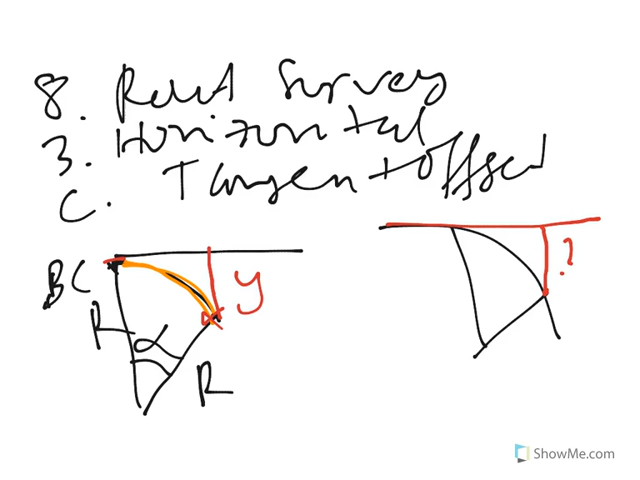 8. Road Survey
3. Horizontal
C. Tangent offset
BC
y
?
R
α
R
ShowMe.com